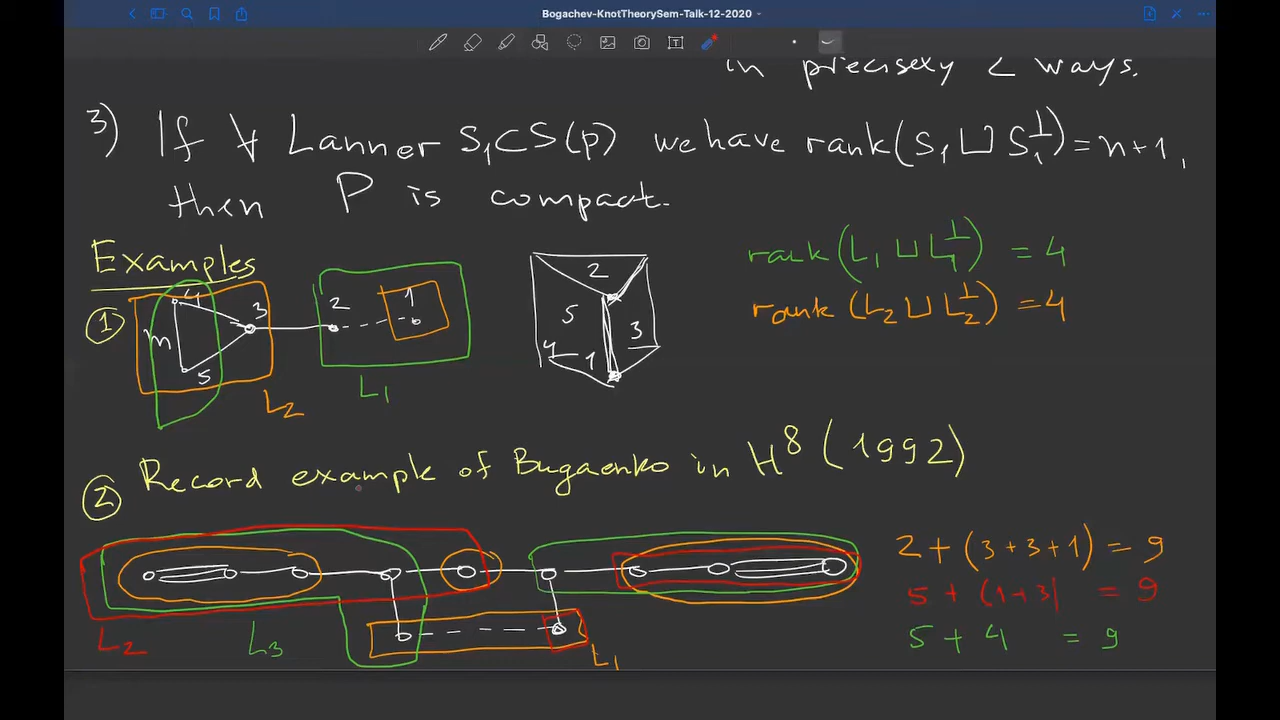 Bogachev-KnotTheorySem-Talk-12-2020
in precisely 2 ways.
3) If ∀ Lanner S₁⊂S(p) we have rank(S₁ ⊔ S₁^⊥) = n+1,
then P is compact.
Examples
① 4 m 5 3 2 1
L₂ L₁
2 5 3 4 1
rank(L₁ ⊔ L₁^⊥) = 4
rank(L₂ ⊔ L₂^⊥) = 4
② Record example of Bugaenko in H⁸ (1992)
L₂ L₃ L₁
2 + (3+3+1) = 9
5 + (1+3) = 9
5 + 4 = 9